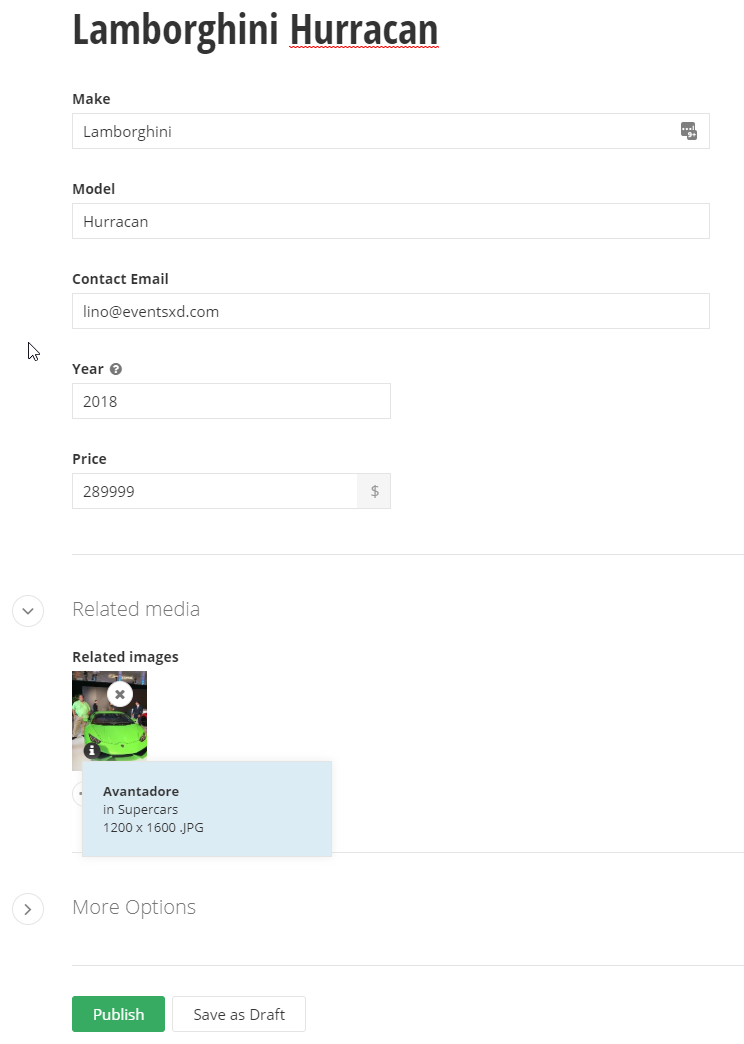 Lamborghini Hurracan
Make
Lamborghini
9+
Model
Hurracan
Contact Email
lino@eventsxd.com
Year ?
2018
Price
289999 $
Related media
Related images
Avantadore
in Supercars
1200 x 1600 .JPG
More Options
Publish Save as Draft